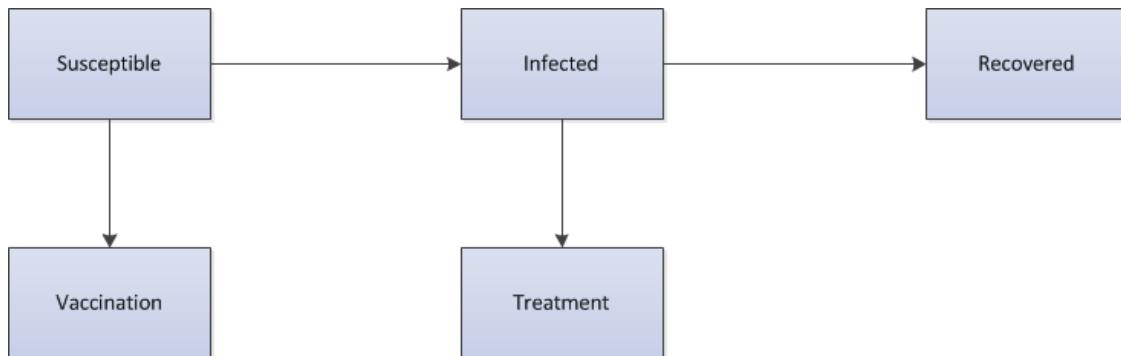 Susceptible
Infected
Recovered
Vaccination
Treatment